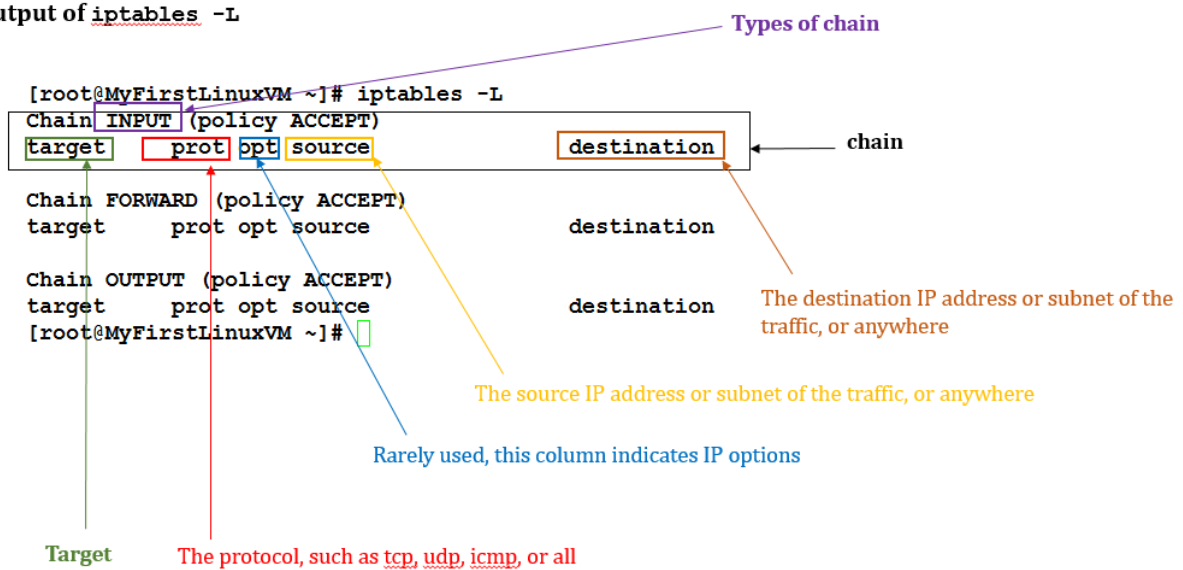 utput of iptables -L
Types of chain
[root@MyFirstLinuxVM ~]# iptables -L
Chain INPUT (policy ACCEPT)
target prot opt source destination
chain
Chain FORWARD (policy ACCEPT)
target prot opt source destination
Chain OUTPUT (policy ACCEPT)
target prot opt source destination
[root@MyFirstLinuxVM ~]#
The destination IP address or subnet of the
traffic, or anywhere
The source IP address or subnet of the traffic, or anywhere
Rarely used, this column indicates IP options
Target
The protocol, such as tcp, udp, icmp, or all